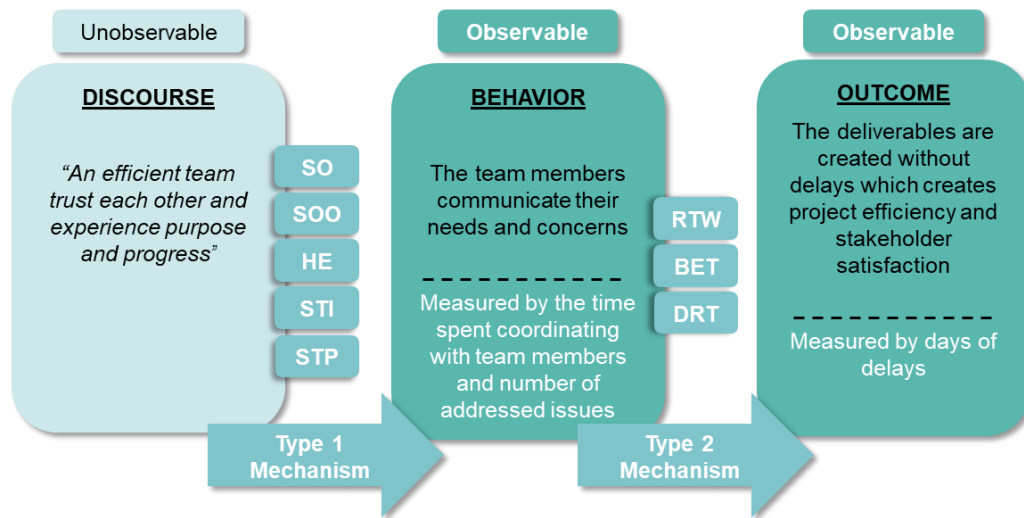 Unobservable
DISCOURSE
“An efficient team
trust each other and
experience purpose
and progress”
SO
SOO
HE
STI
STP
Type 1
Mechanism
Observable
BEHAVIOR
The team members
communicate their
needs and concerns
Measured by the time
spent coordinating
with team members
and number of
addressed issues
RTW
BET
DRT
Type 2
Mechanism
Observable
OUTCOME
The deliverables are
created without
delays which creates
project efficiency and
stakeholder
satisfaction
Measured by days of
delays